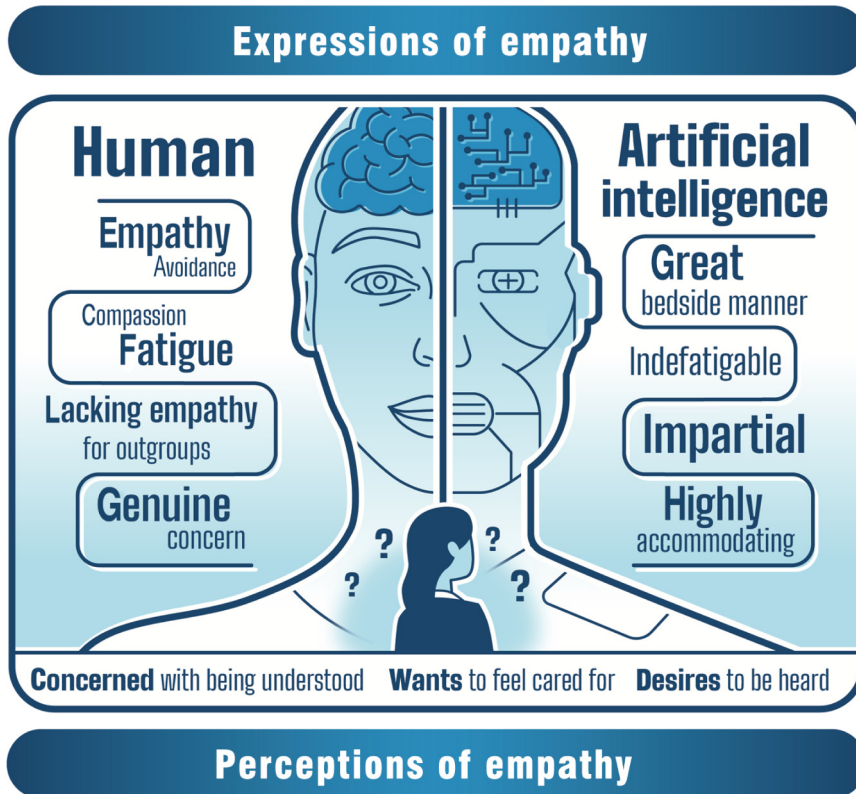 Expressions of empathy
Human
Empathy
Avoidance
Compassion
Fatigue
Lacking empathy
for outgroups
Genuine
concern
Artificial
intelligence
Great
bedside manner
Indefatigable
Impartial
Highly
accommodating
? ?
? ?
Concerned with being understood Wants to feel cared for Desires to be heard
Perceptions of empathy